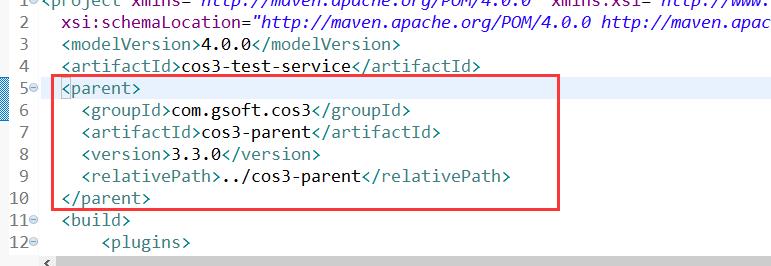 1 <project xmlns="http://maven.apache.org/POM/4.0.0" xmlns:xsi="http://www.
2 xsi:schemaLocation="http://maven.apache.org/POM/4.0.0 http://maven.apac
3 <modelVersion>4.0.0</modelVersion>
4 <artifactId>cos3-test-service</artifactId>
5 <parent>
6 <groupId>com.gsoft.cos3</groupId>
7 <artifactId>cos3-parent</artifactId>
8 <version>3.3.0</version>
9 <relativePath>../cos3-parent</relativePath>
10 </parent>
11 <build>
12 <plugins>